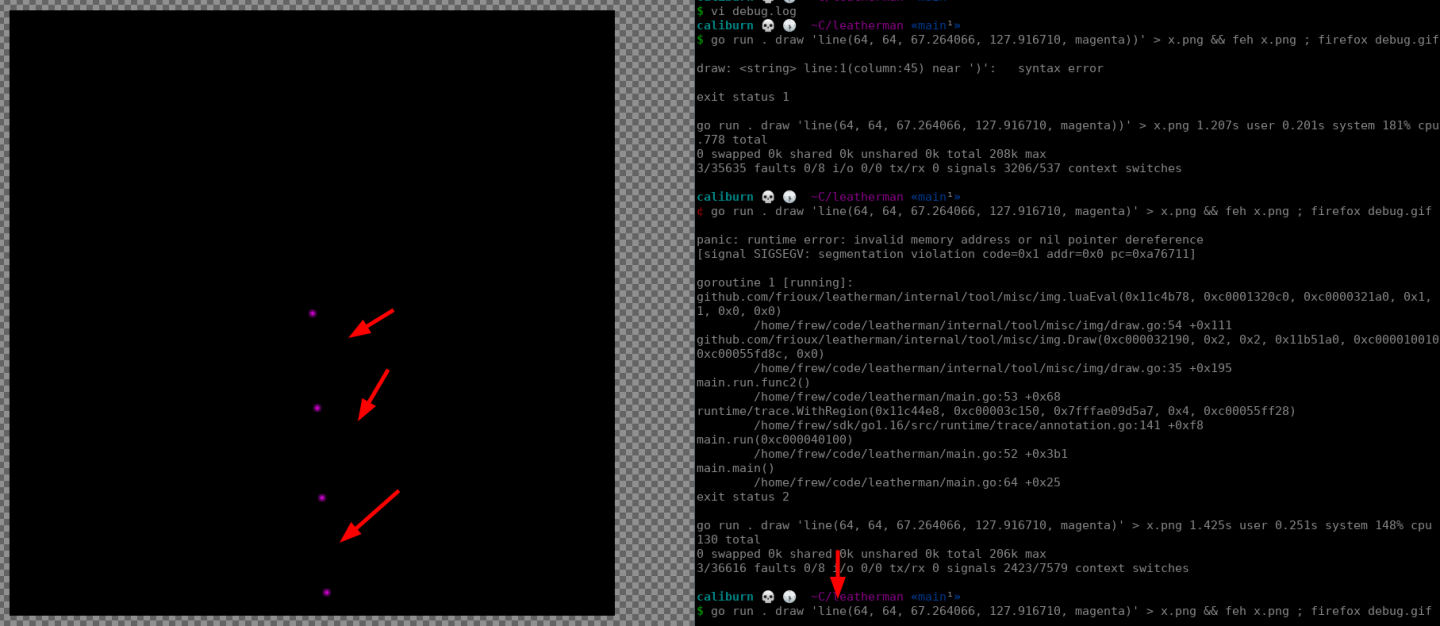 $ vi debug.log
caliburn 💀 🌕 ~C/leatherman «main¹»
$ go run . draw 'line(64, 64, 67.264066, 127.916710, magenta))' > x.png && feh x.png ; firefox debug.gif
draw: <string> line:1(column:45) near ')':   syntax error
exit status 1
go run . draw 'line(64, 64, 67.264066, 127.916710, magenta))' > x.png 1.207s user 0.201s system 181% cpu
.778 total
0 swapped 0k shared 0k unshared 0k total 208k max
3/35635 faults 0/8 i/o 0/0 tx/rx 0 signals 3206/537 context switches
caliburn 💀 🌕 ~C/leatherman «main¹»
go run . draw 'line(64, 64, 67.264066, 127.916710, magenta)' > x.png && feh x.png ; firefox debug.gif
panic: runtime error: invalid memory address or nil pointer dereference
[signal SIGSEGV: segmentation violation code=0x1 addr=0x0 pc=0xa76711]
goroutine 1 [running]:
github.com/frioux/leatherman/internal/tool/misc/img.luaEval(0x11c4b78, 0xc0001320c0, 0xc0000321a0, 0x1,
1, 0x0, 0x0)
/home/frew/code/leatherman/internal/tool/misc/img/draw.go:54 +0x111
github.com/frioux/leatherman/internal/tool/misc/img.Draw(0xc000032190, 0x2, 0x2, 0x11b51a0, 0xc000010010
0xc00055fd8c, 0x0)
/home/frew/code/leatherman/internal/tool/misc/img/draw.go:35 +0x195
main.run.func2()
/home/frew/code/leatherman/main.go:53 +0x68
runtime/trace.WithRegion(0x11c44e8, 0xc00003c150, 0x7fffae09d5a7, 0x4, 0xc00055ff28)
/home/frew/sdk/go1.16/src/runtime/trace/annotation.go:141 +0xf8
main.run(0xc000040100)
/home/frew/code/leatherman/main.go:52 +0x3b1
main.main()
/home/frew/code/leatherman/main.go:64 +0x25
exit status 2
go run . draw 'line(64, 64, 67.264066, 127.916710, magenta)' > x.png 1.425s user 0.251s system 148% cpu
130 total
0 swapped 0k shared 0k unshared 0k total 206k max
3/36616 faults 0/8 i/o 0/0 tx/rx 0 signals 2423/7579 context switches
caliburn 💀 🌕 ~C/leatherman «main¹»
$ go run . draw 'line(64, 64, 67.264066, 127.916710, magenta)' > x.png && feh x.png ; firefox debug.gif